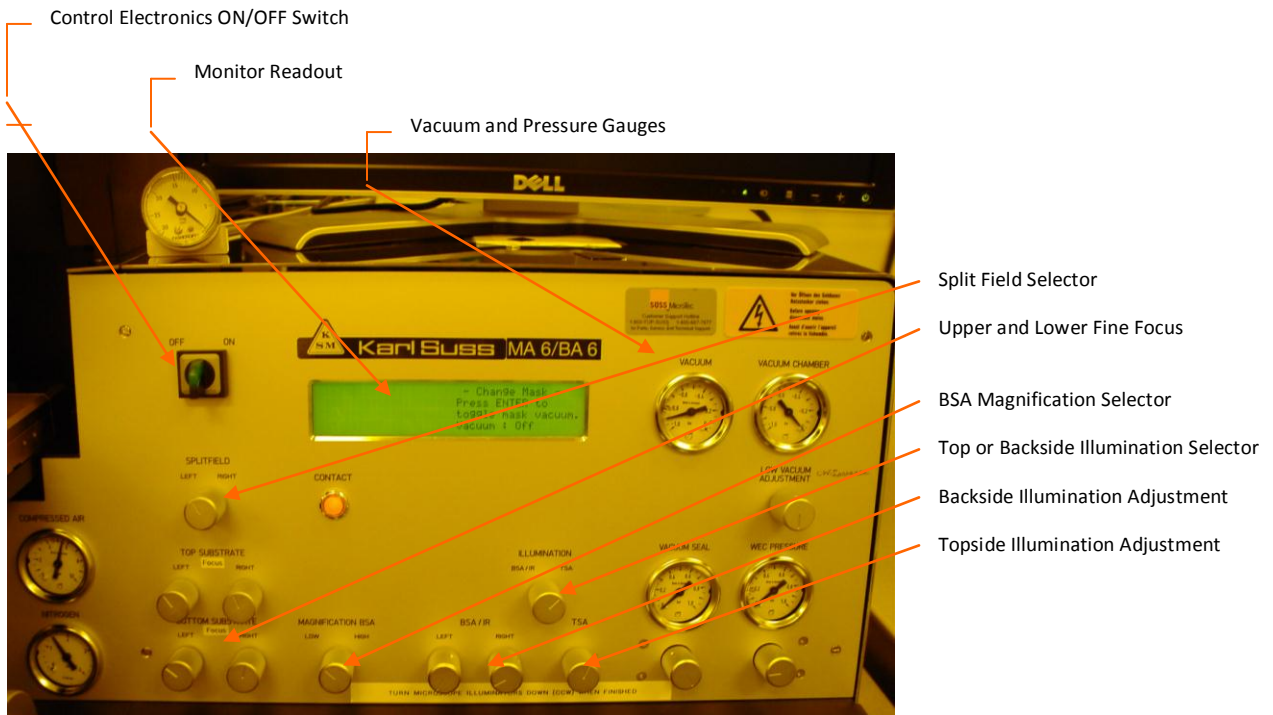 Control Electronics ON/OFF Switch
Monitor Readout
Vacuum and Pressure Gauges
DELL
Split Field Selector
Upper and Lower Fine Focus
BSA Magnification Selector
Top or Backside Illumination Selector
Backside Illumination Adjustment
Topside Illumination Adjustment
SUSS MicroTec
OFF ON
KSM
Karl Suss MA 6/BA 6
VACUUM
VACUUM CHAMBER
- Change Mask -
Press ENTER to
toggle mask vacuum.
Vacuum : Off
SPLITFIELD
LEFT RIGHT
CONTACT
LOW VACUUM
ADJUSTMENT
COMPRESSED AIR
TOP SUBSTRATE
LEFT Focus RIGHT
ILLUMINATION
BSA/IR TSA
VACUUM SEAL
WEC PRESSURE
NITROGEN
BOTTOM SUBSTRATE
LEFT Focus RIGHT
MAGNIFICATION BSA
LOW HIGH
BSA/IR
LEFT RIGHT
TSA
TURN MICROSCOPE ILLUMINATORS DOWN (CCW) WHEN FINISHED